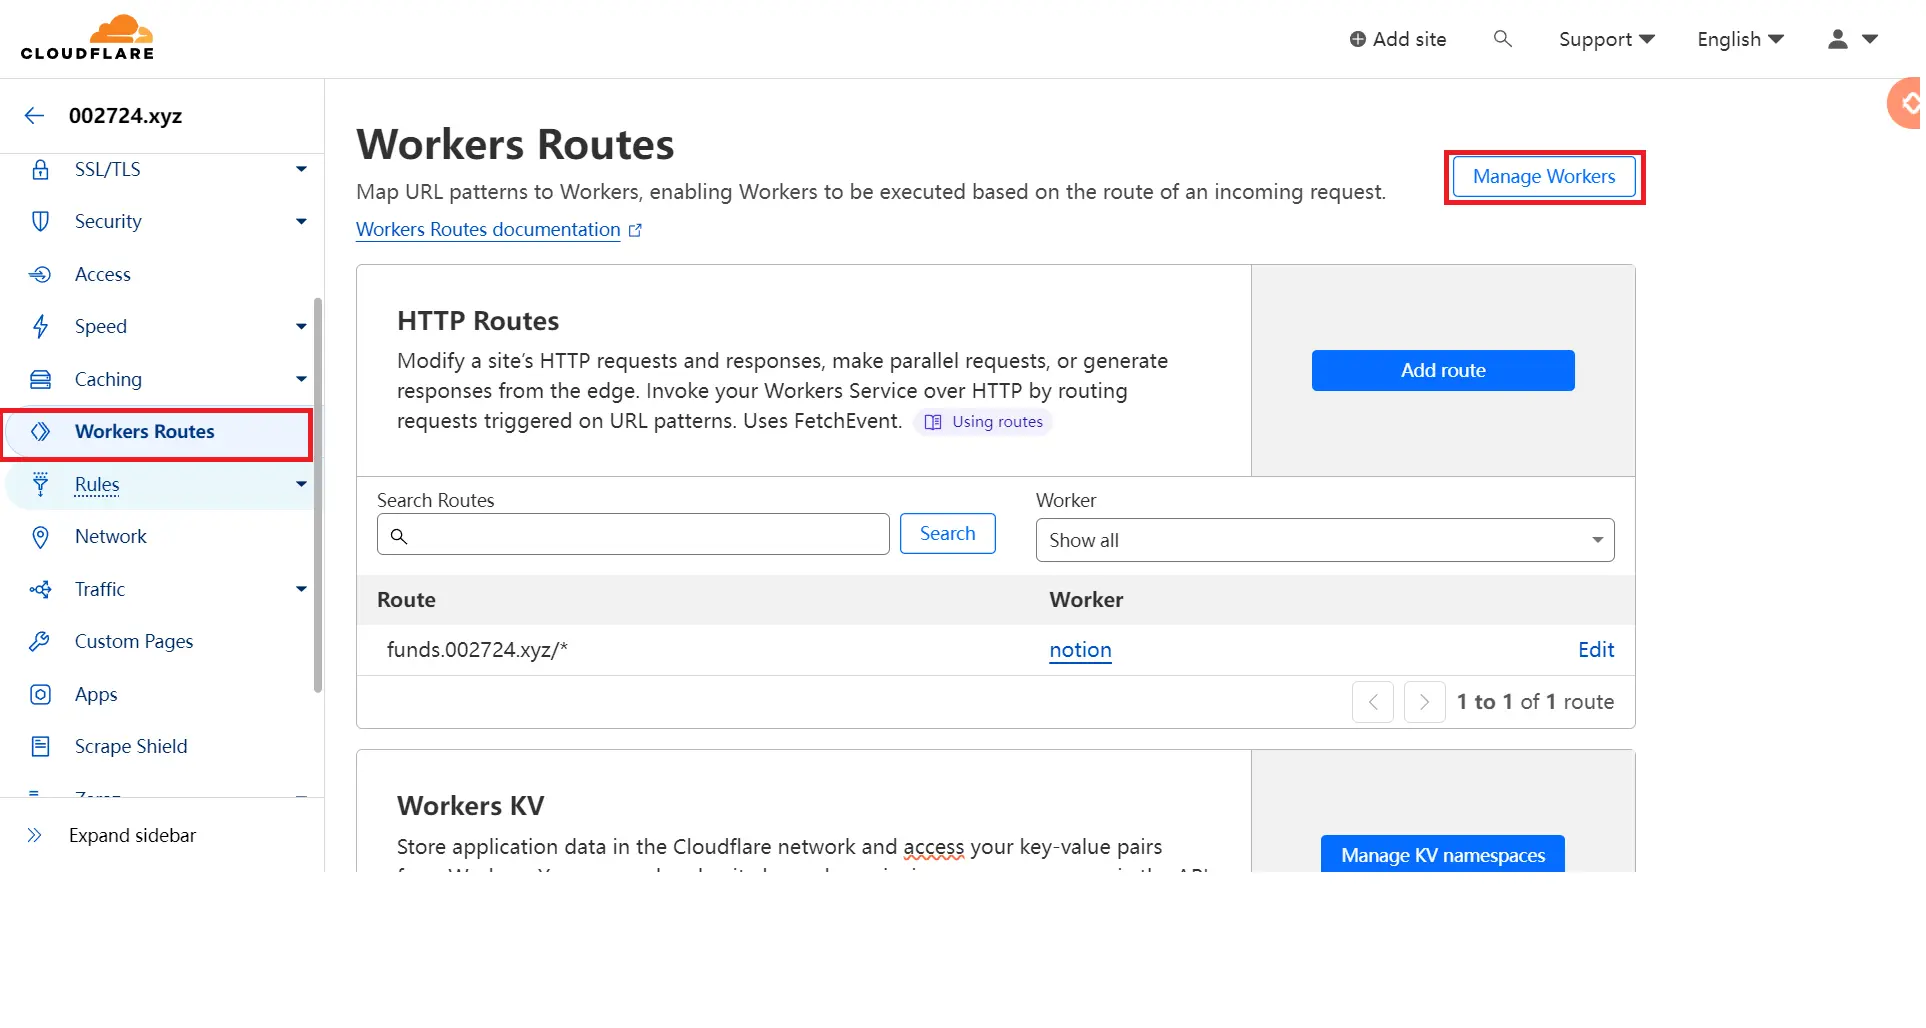 CLOUDFLARE
Add site
Support
English
002724.xyz
SSL/TLS
Security
Access
Speed
Caching
Workers Routes
Rules
Network
Traffic
Custom Pages
Apps
Scrape Shield
Expand sidebar
Workers Routes
Map URL patterns to Workers, enabling Workers to be executed based on the route of an incoming request.
Workers Routes documentation
Manage Workers
HTTP Routes
Modify a site’s HTTP requests and responses, make parallel requests, or generate
responses from the edge. Invoke your Workers Service over HTTP by routing
requests triggered on URL patterns. Uses FetchEvent. Using routes
Add route
Search Routes
Search
Worker
Show all
Route Worker
funds.002724.xyz/* notion Edit
1 to 1 of 1 route
Workers KV
Store application data in the Cloudflare network and access your key-value pairs
Manage KV namespaces